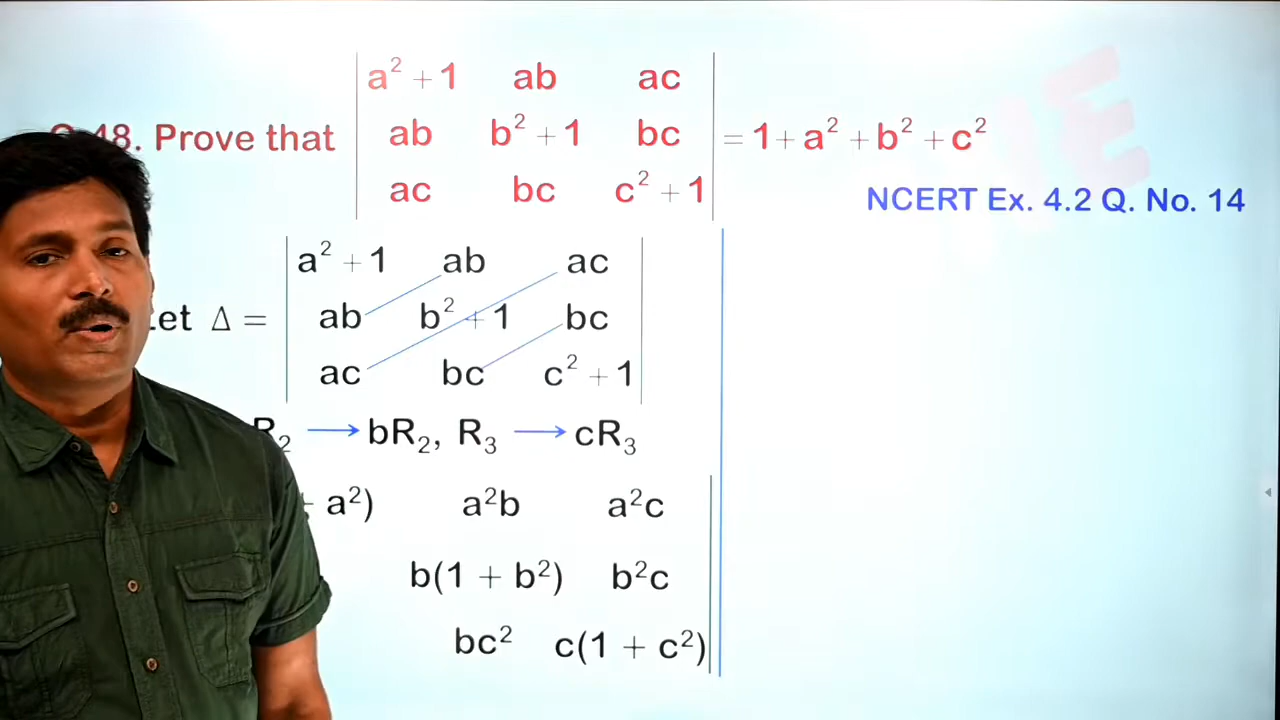 48. Prove that | a² + 1 ab ac |
| ab b² + 1 bc | = 1 + a² + b² + c²
| ac bc c² + 1 |
NCERT Ex. 4.2 Q. No. 14
| a² + 1 ab ac |
Δ = | ab b² + 1 bc |
| ac bc c² + 1 |
R₂ → bR₂, R₃ → cR₃
a²) a²b a²c |
b(1 + b²) b²c |
bc² c(1 + c²) |